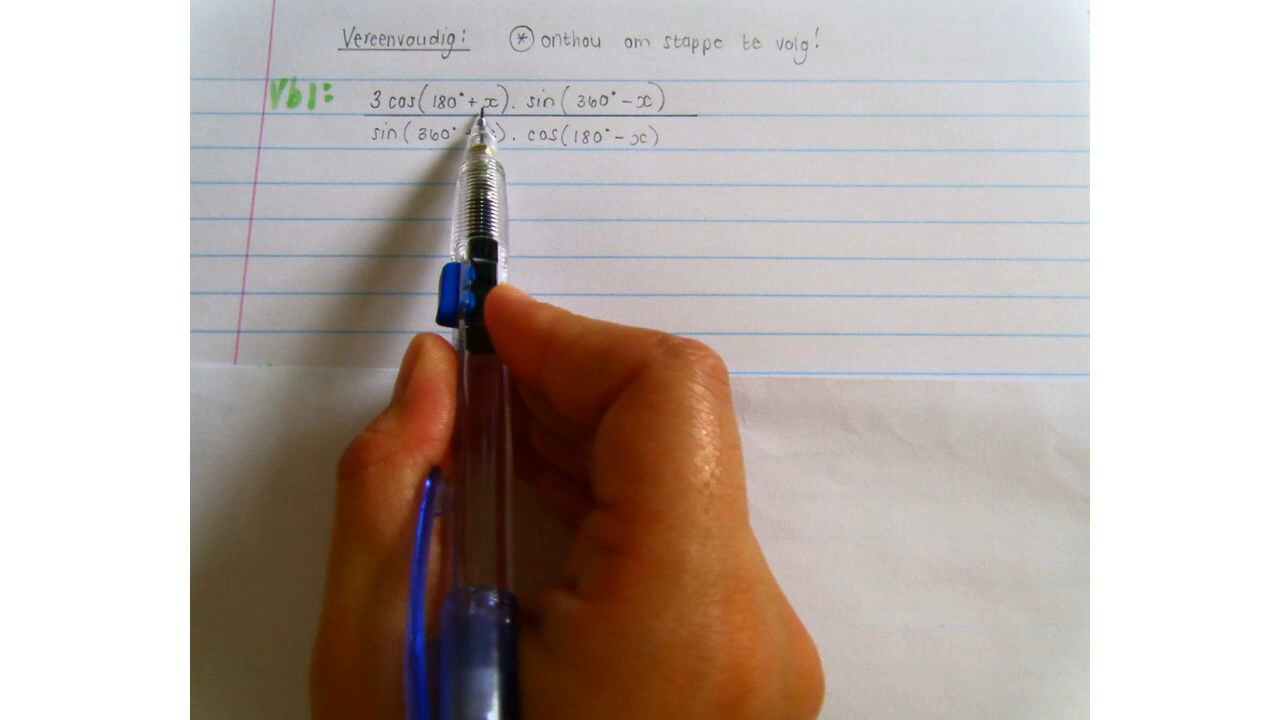 Vereenvoudig: * onthou om stappe te volg!
Vb1: 3 cos(180° + x). sin(360° - x)
sin(360° ). cos(180° - x)